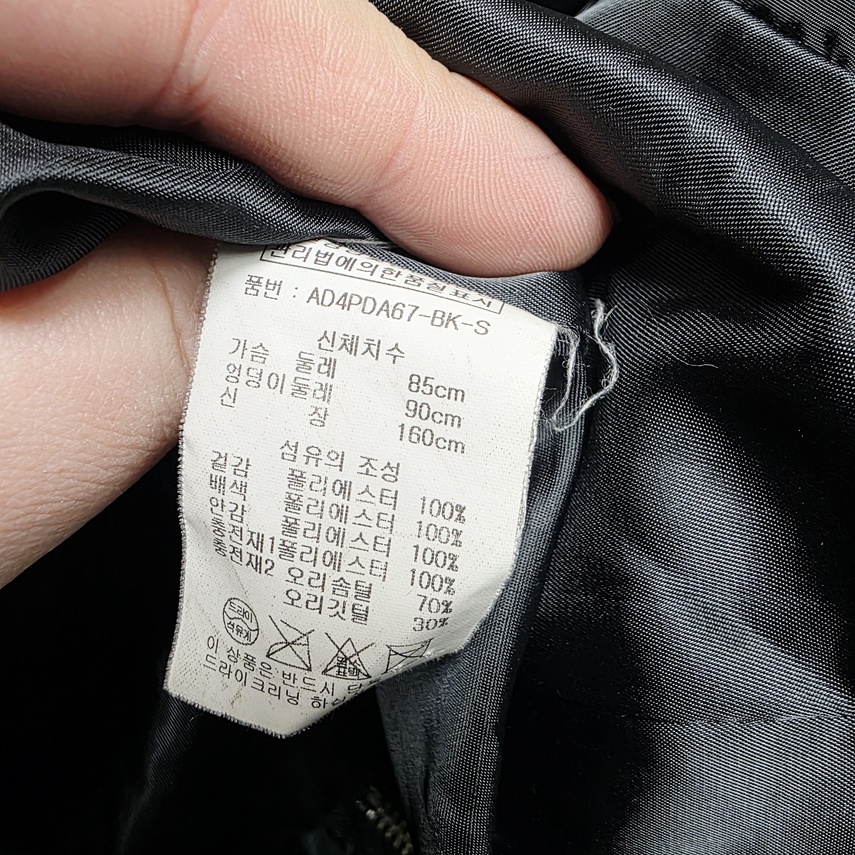 관리법에의한품질표시
품번 : AD4PDA67-BK-S
신체치수
가슴 둘레 85cm
엉덩이둘레 90cm
신 장 160cm
섬유의 조성
겉감 폴리에스터 100%
배색 폴리에스터 100%
안감 폴리에스터 100%
충전재1폴리에스터 100%
충전재2 오리솜털 70%
오리깃털 30%
드라이
석유계
이 상품은 반드시
드라이크리닝 하